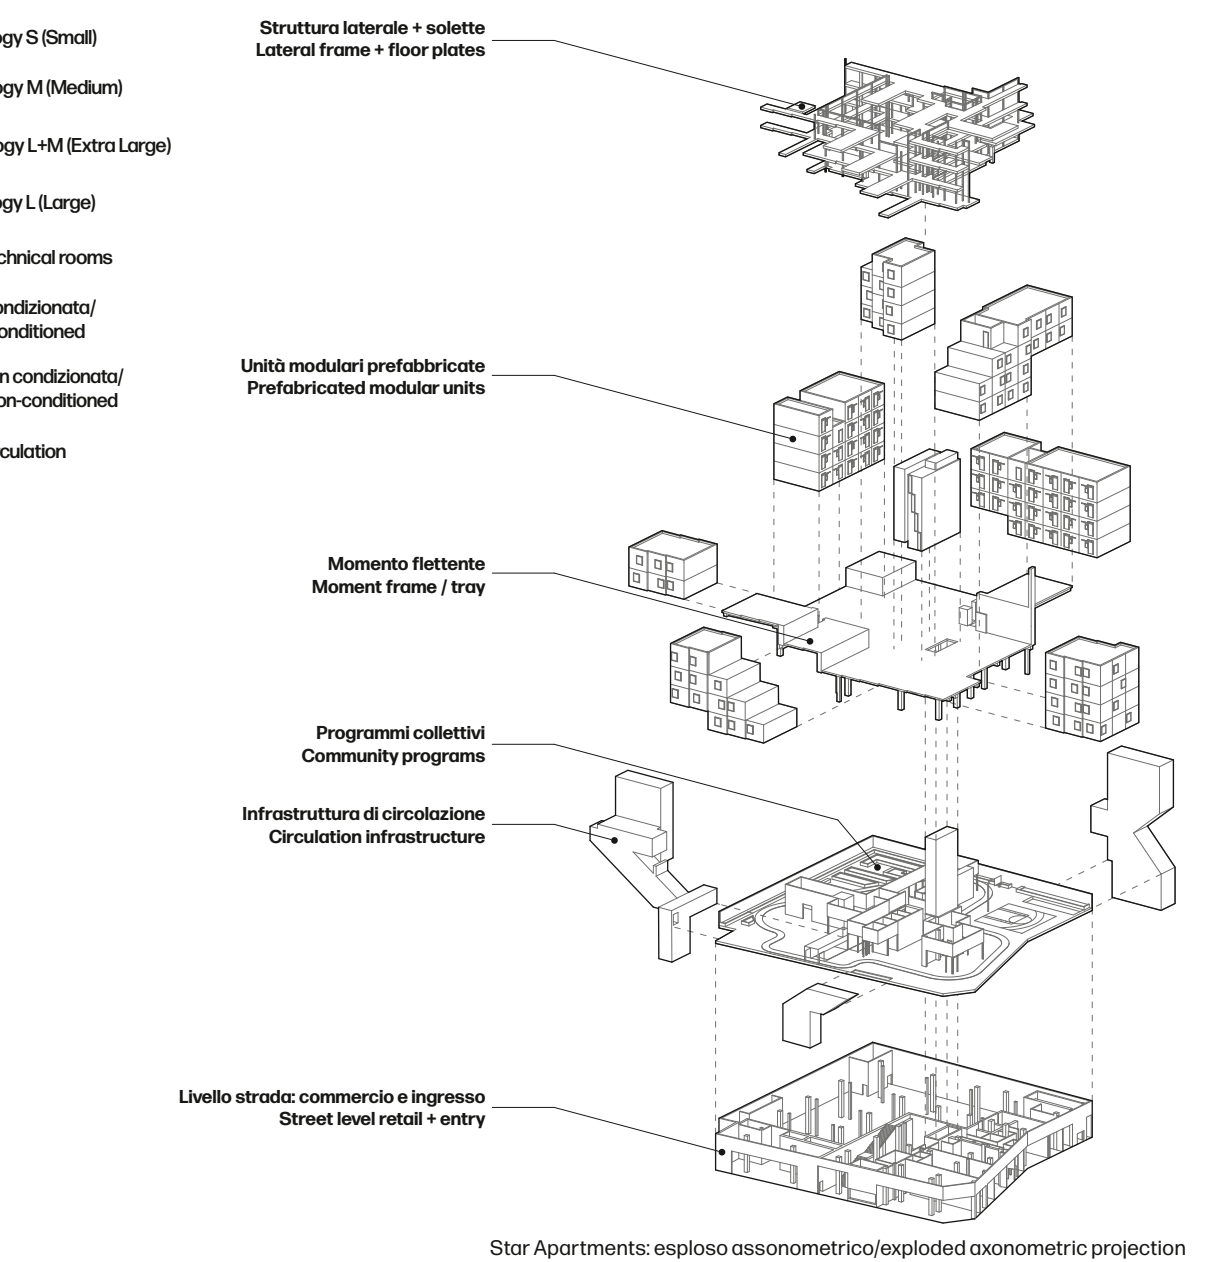 ogy S (Small)
ogy M (Medium)
ogy L+M (Extra Large)
ogy L (Large)
chnical rooms
ondizionata/
onditioned
n condizionata/
on-conditioned
rculation
Struttura laterale + solette
Lateral frame + floor plates
Unità modulari prefabbricate
Prefabricated modular units
Momento flettente
Moment frame / tray
Programmi collettivi
Community programs
Infrastruttura di circolazione
Circulation infrastructure
Livello strada: commercio e ingresso
Street level retail + entry
Star Apartments: esploso assonometrico/exploded axonometric projection